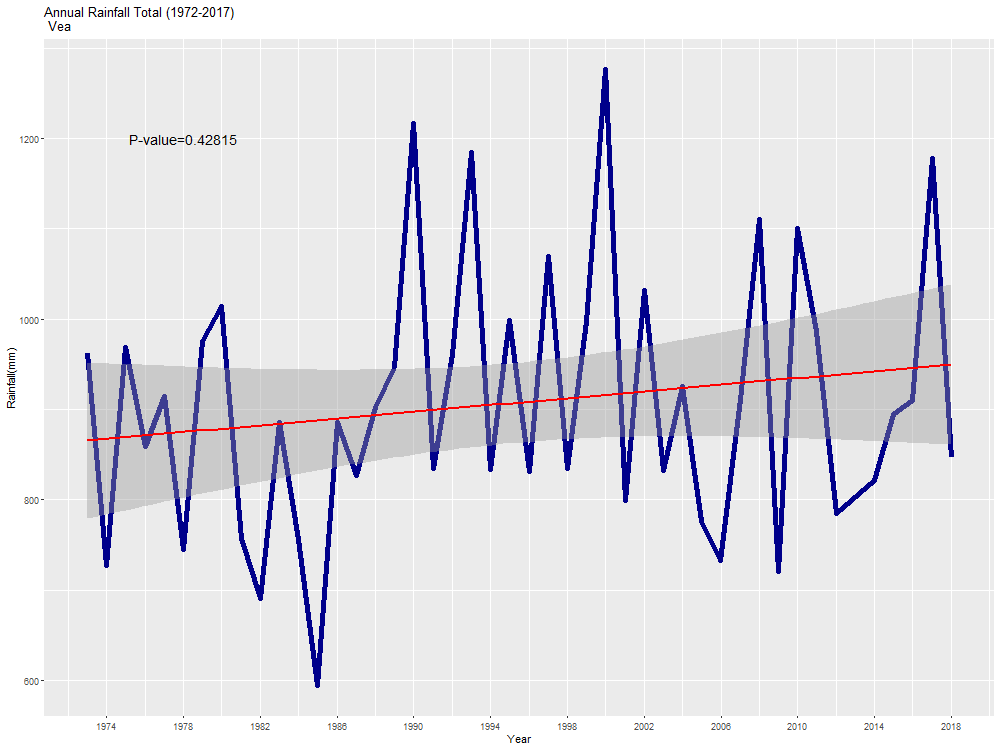 Annual Rainfall Total (1972-2017)
Vea
P-value=0.42815
1200
1000
800
600
Rainfall(mm)
1974 1978 1982 1986 1990 1994 1998 2002 2006 2010 2014 2018
Year